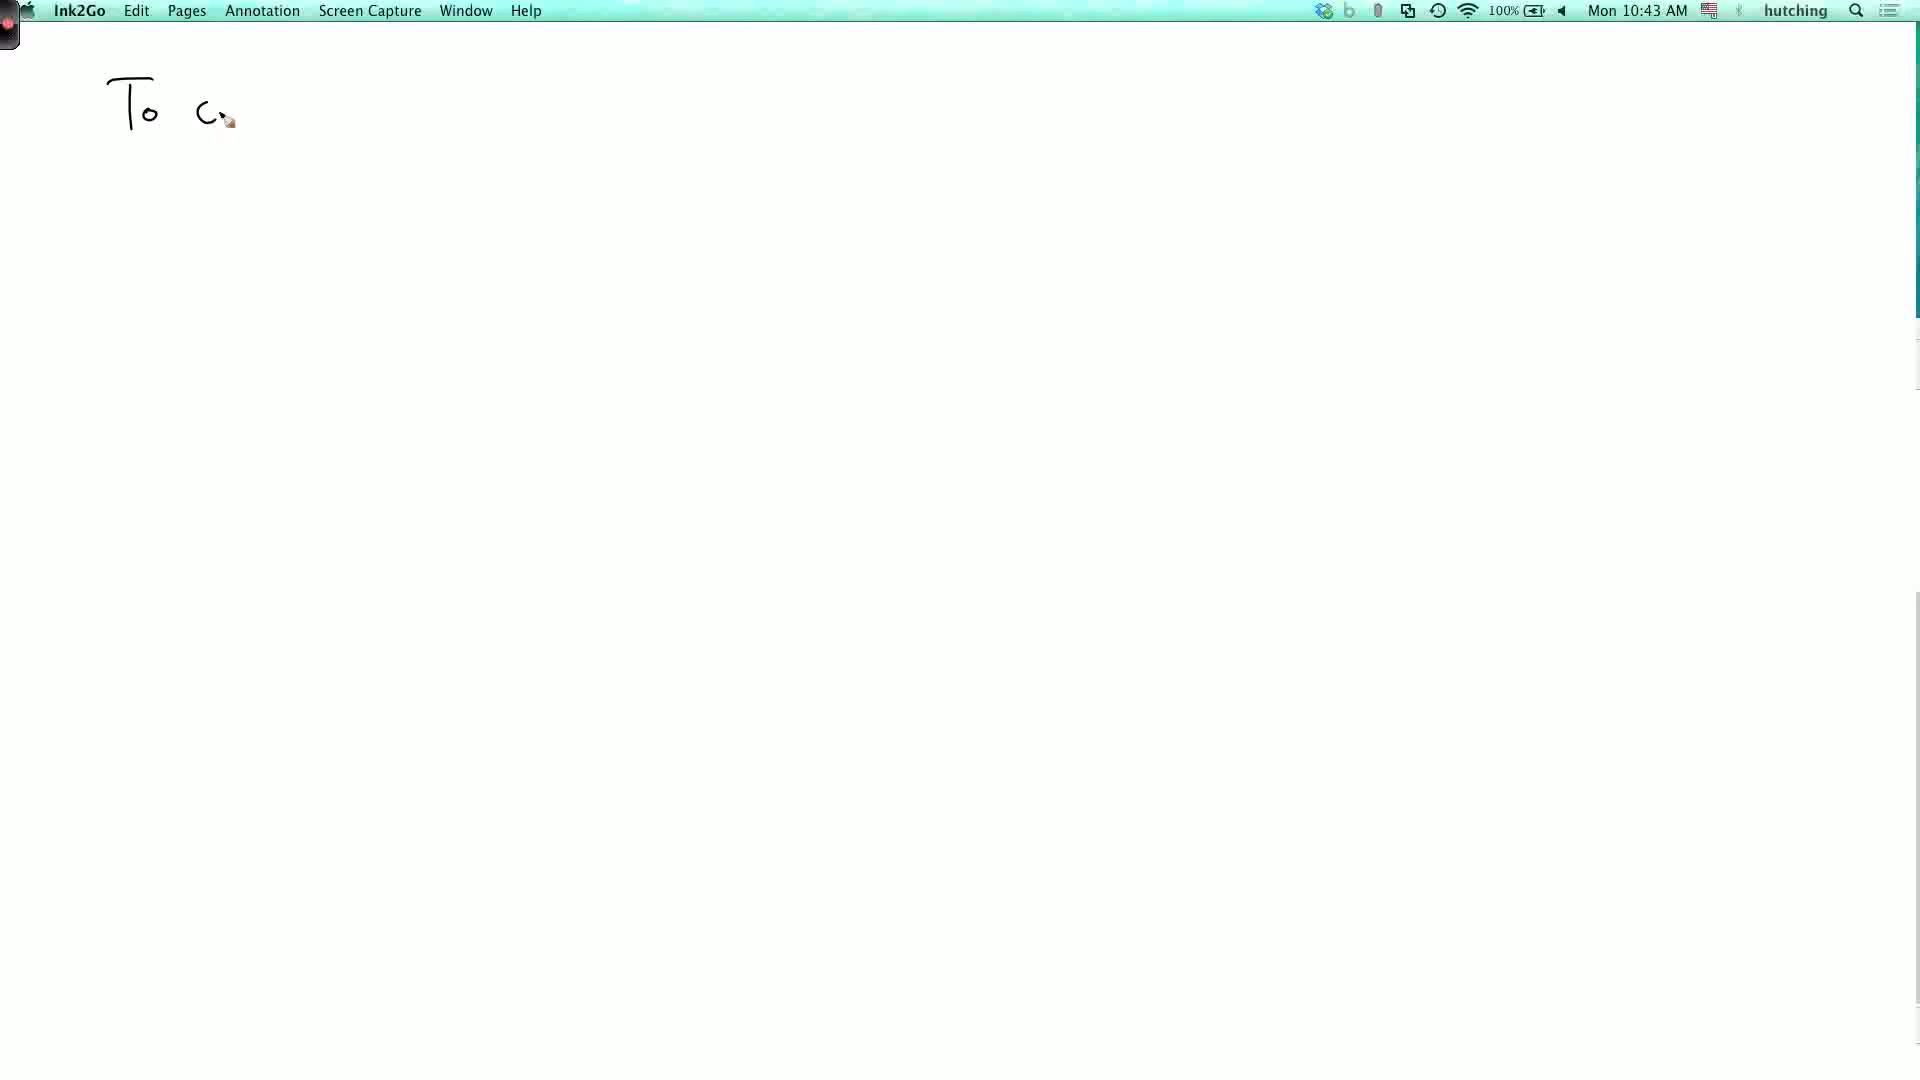 Ink2Go Edit Pages Annotation Screen Capture Window Help 100% Mon 10:43 AM hutching
To c